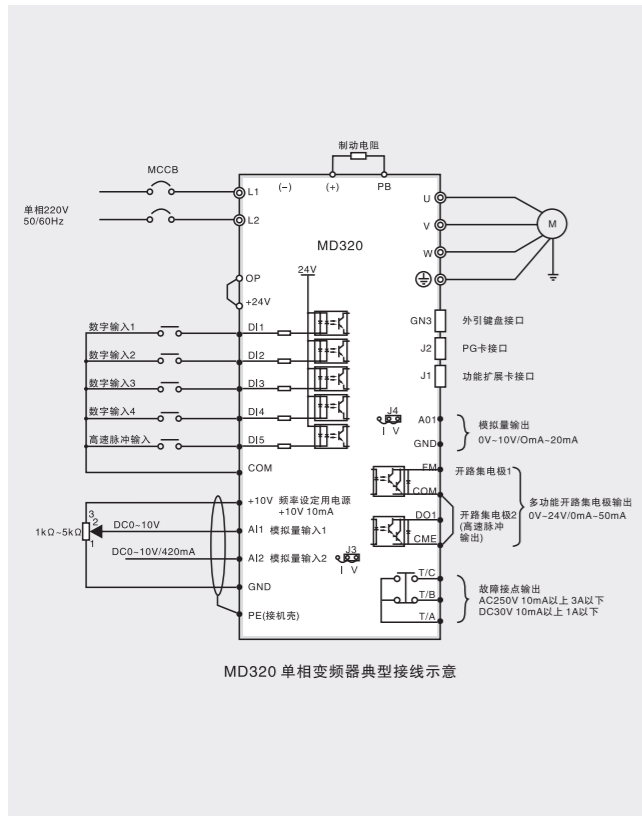 制动电阻
MCCB
L1
(-)
(+)
PB
单相220V
50/60Hz
L2
U
V
W
M
MD320
24V
OP
+24V
数字输入1
DI1
数字输入2
DI2
数字输入3
DI3
数字输入4
DI4
高速脉冲输入
DI5
COM
GN3
外引键盘接口
J2
PG卡接口
J1
功能扩展卡接口
J4
I V
A01
GND
模拟量输出
0V~10V/OmA~20mA
FM
开路集电极1
COM
DO1
开路集电极2
(高速脉冲
输出)
CME
多功能开路集电极输出
0V~24V/0mA~50mA
+10V 频率设定用电源
+10V 10mA
3
2
1
1kΩ~5kΩ
DC0~10V
AI1 模拟量输入1
DC0~10V/420mA
AI2 模拟量输入2
J3
I V
GND
PE(接机壳)
T/C
T/B
T/A
故障接点输出
AC250V 10mA以上 3A以下
DC30V 10mA以上 1A以下
MD320 单相变频器典型接线示意